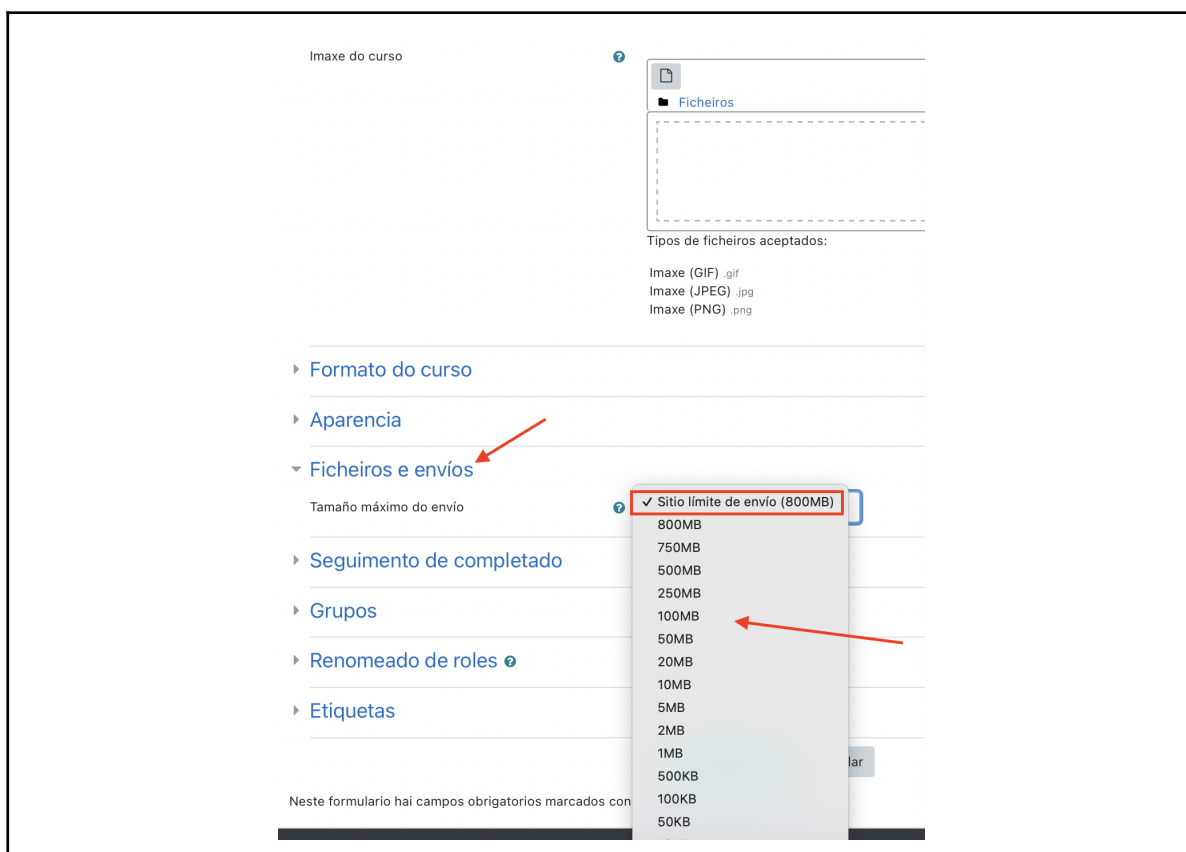 Imaxe do curso
Ficheiros
Tipos de ficheiros aceptados:
Imaxe (GIF) .gif
Imaxe (JPEG) .jpg
Imaxe (PNG) .png
Formato do curso
Aparencia
Ficheiros e envíos
Tamaño máximo do envío
✓ Sitio límite de envío (800MB)
800MB
750MB
500MB
250MB
100MB
50MB
20MB
10MB
5MB
2MB
1MB
500KB
100KB
50KB
Seguimento de completado
Grupos
Renomeado de roles
Etiquetas
lar
Neste formulario hai campos obrigatorios marcados con